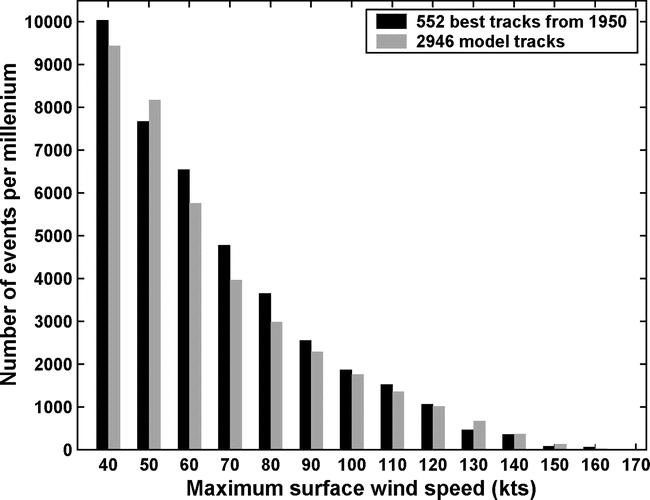 552 best tracks from 1950
2946 model tracks
Number of events per millenium
10000
9000
8000
7000
6000
5000
4000
3000
2000
1000
0
40 50 60 70 80 90 100 110 120 130 140 150 160 170
Maximum surface wind speed (kts)